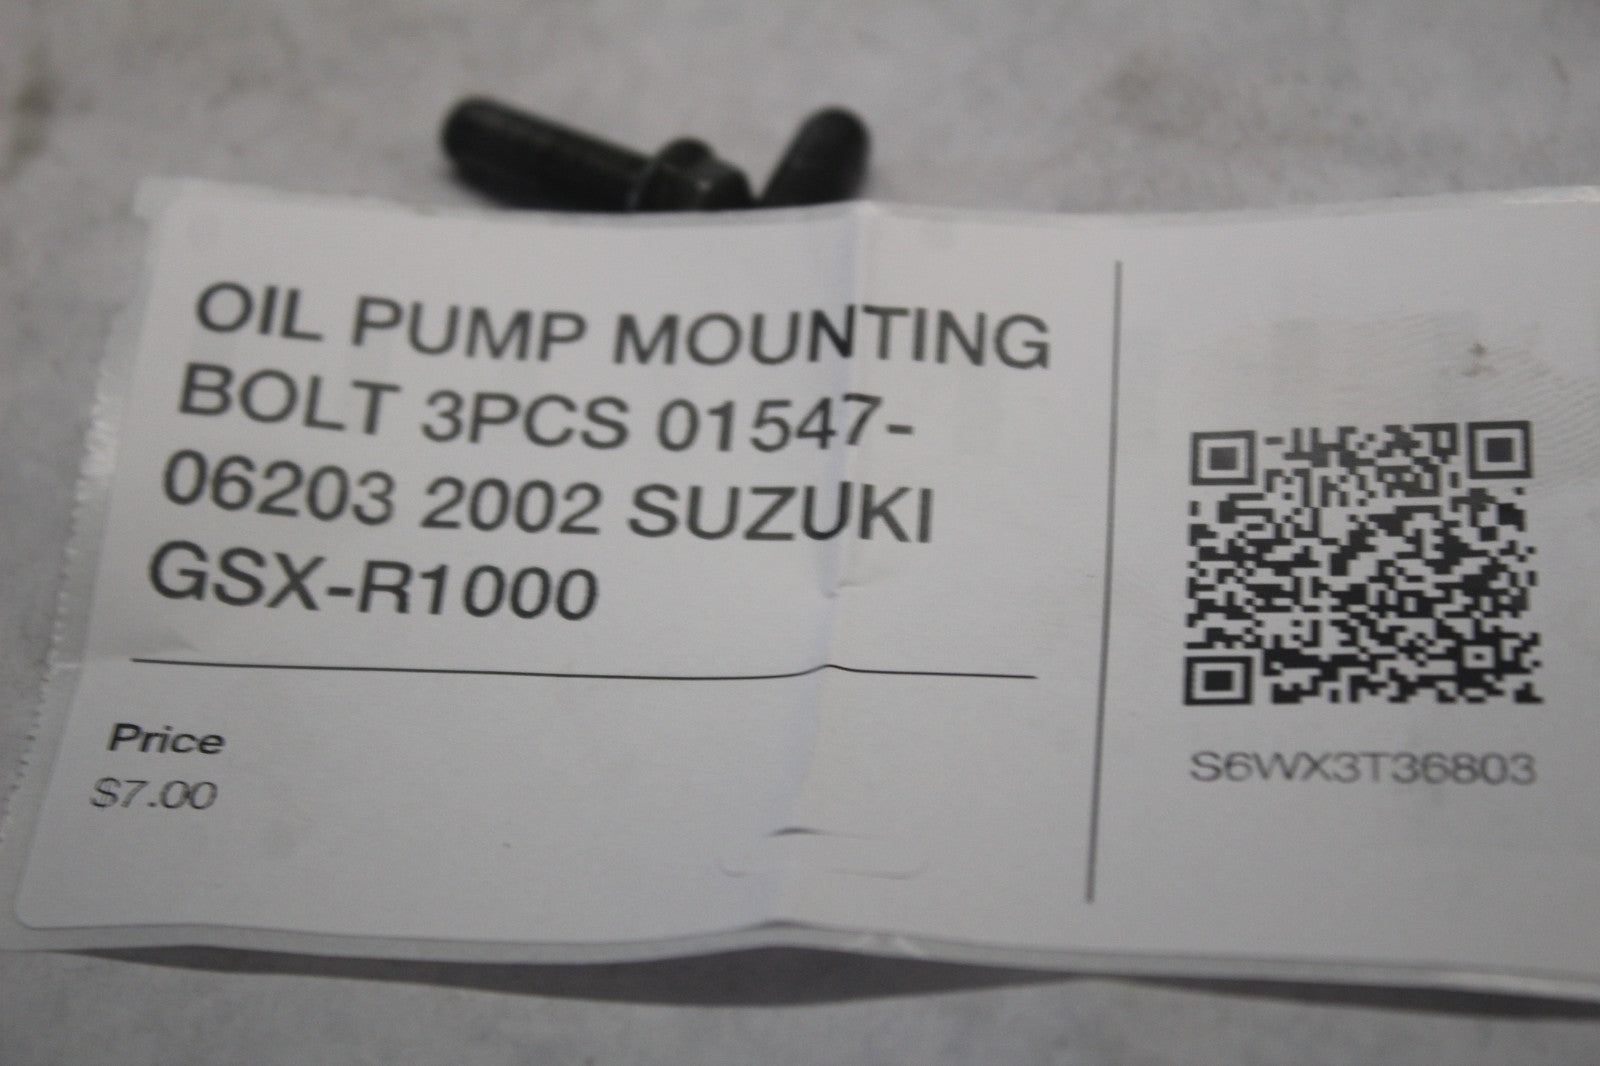 OIL PUMP MOUNTING
BOLT 3PCS 01547-
06203 2002 SUZUKI
GSX-R1000
Price
$7.00
S6WX3T36803